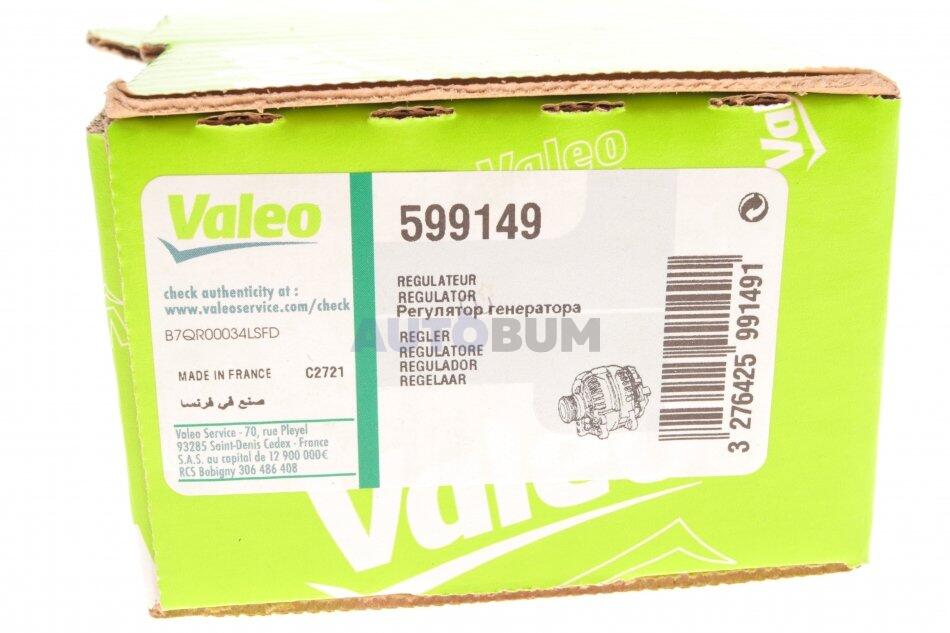 Valeo
Valeo
Valeo
599149
check authenticity at :
www.valeoservice.com/check
B7QR00034LSFD
MADE IN FRANCE C2721
صنع في فرنسا
Valeo Service - 70, rue Pleyel
93285 Saint-Denis Cedex - France
S.A.S. au capital de 12 900 000€
RCS Bobigny 306 486 408
REGULATEUR
REGULATOR
Регулятор генератора
AUTOBUM
REGLER
REGULATORE
REGULADOR
REGELAAR
3 276425 991491
Valeo